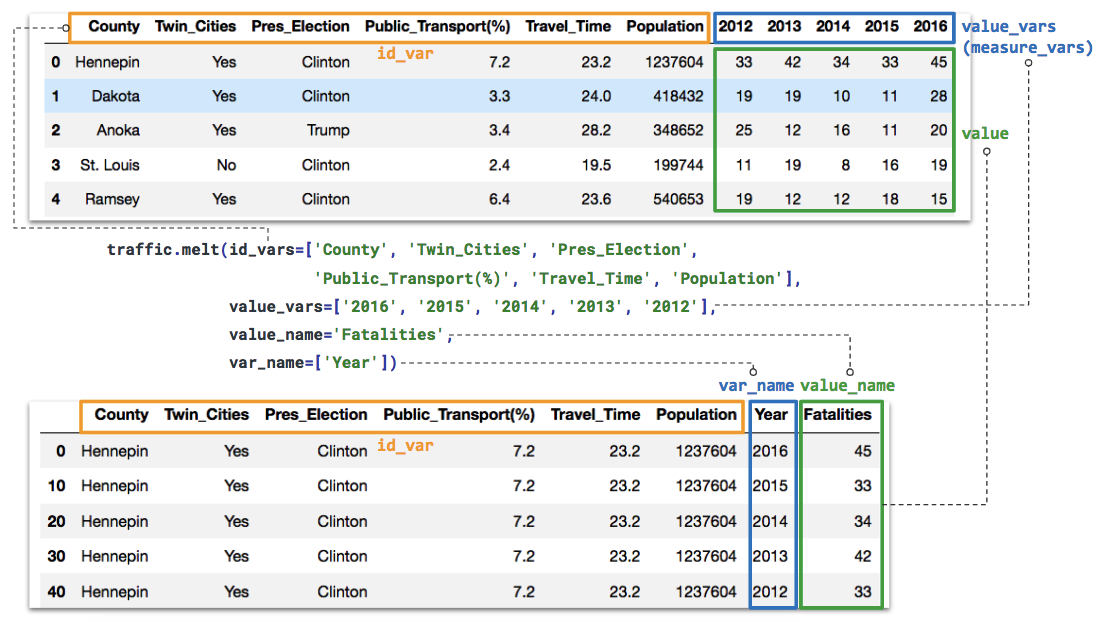 County Twin_Cities Pres_Election Public_Transport(%) Travel_Time Population 2012 2013 2014 2015 2016 value_vars
id_var (measure_vars)
0 Hennepin Yes Clinton 7.2 23.2 1237604 33 42 34 33 45
1 Dakota Yes Clinton 3.3 24.0 418432 19 19 10 11 28
2 Anoka Yes Trump 3.4 28.2 348652 25 12 16 11 20 value
3 St. Louis No Clinton 2.4 19.5 199744 11 19 8 16 19
4 Ramsey Yes Clinton 6.4 23.6 540653 19 12 12 18 15
traffic.melt(id_vars=['County', 'Twin_Cities', 'Pres_Election',
'Public_Transport(%)', 'Travel_Time', 'Population'],
value_vars=['2016', '2015', '2014', '2013', '2012'],
value_name='Fatalities',
var_name=['Year'])
var_name value_name
County Twin_Cities Pres_Election Public_Transport(%) Travel_Time Population Year Fatalities
id_var
0 Hennepin Yes Clinton 7.2 23.2 1237604 2016 45
10 Hennepin Yes Clinton 7.2 23.2 1237604 2015 33
20 Hennepin Yes Clinton 7.2 23.2 1237604 2014 34
30 Hennepin Yes Clinton 7.2 23.2 1237604 2013 42
40 Hennepin Yes Clinton 7.2 23.2 1237604 2012 33